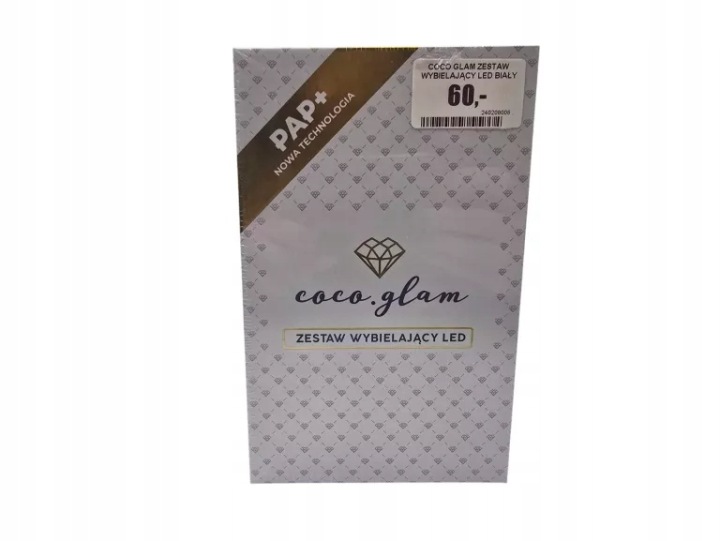 PAP+
NOWA TECHNOLOGIA
COCO GLAM ZESTAW
WYBIELAJĄCY LED BIAŁY
60,-
coco.glam
ZESTAW WYBIELAJĄCY LED